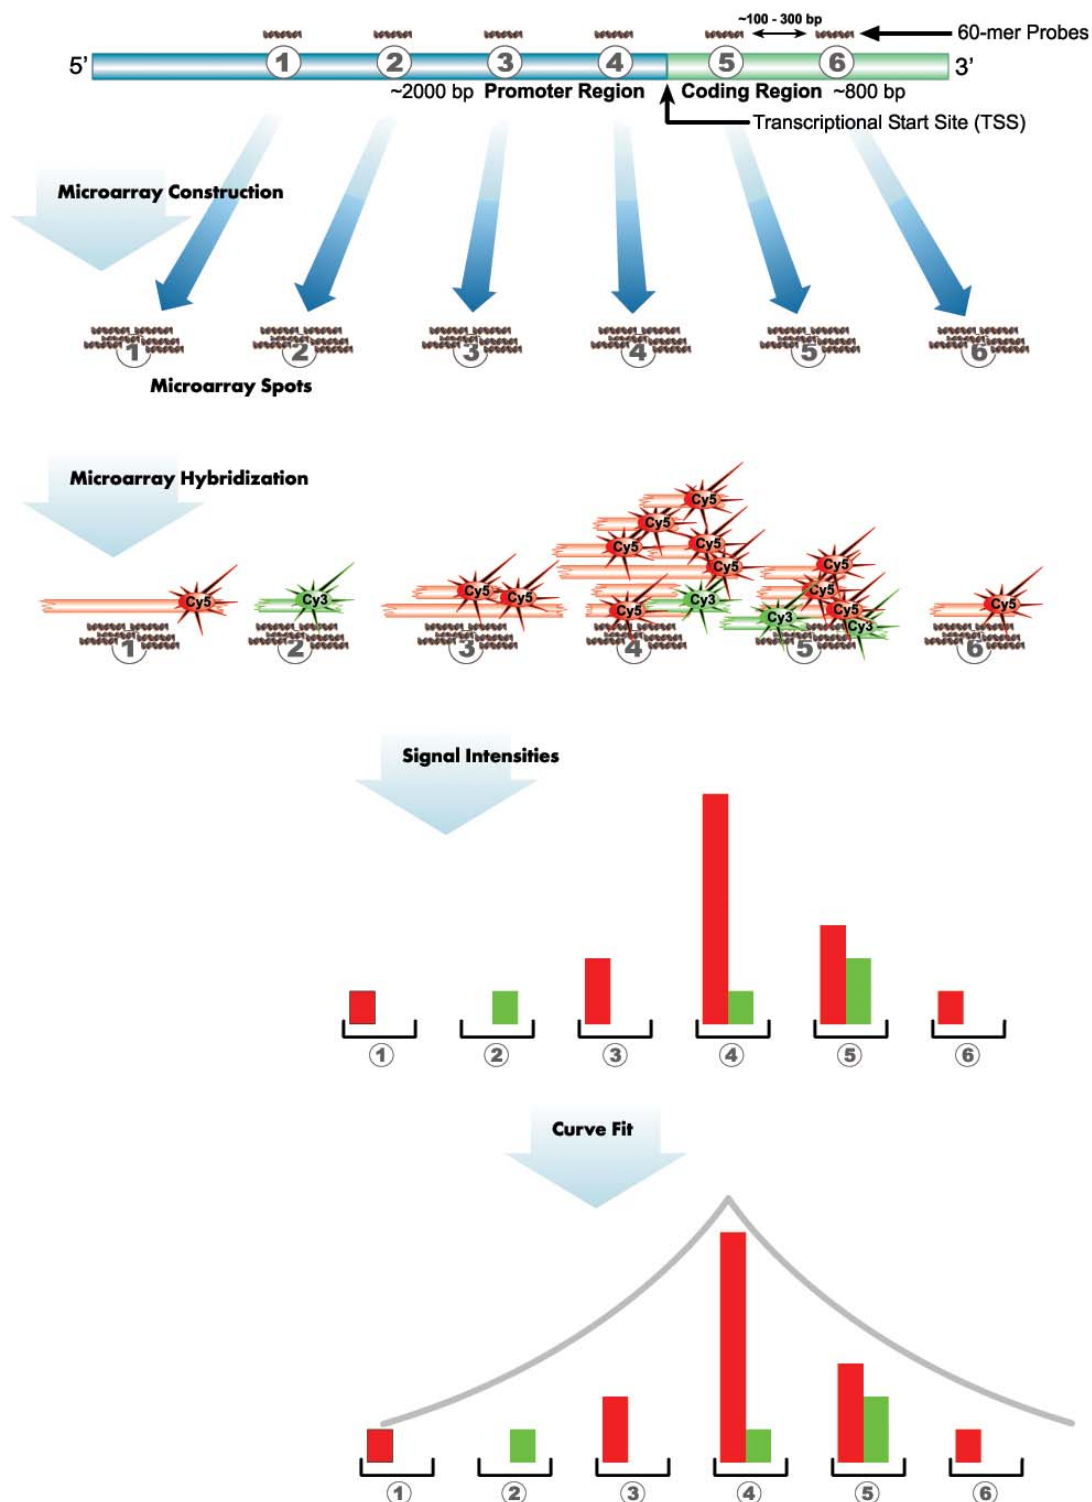 ~100 - 300 bp
60-mer Probes
5’ 1 2 3 4 5 6 3’
~2000 bp Promoter Region Coding Region ~800 bp
Transcriptional Start Site (TSS)
Microarray Construction
1 2 3 4 5 6
Microarray Spots
Microarray Hybridization
Cy5
Cy5
Cy5 Cy5
Cy5 Cy5
Cy5 Cy3 Cy5 Cy5 Cy3 Cy5 Cy5 Cy5
Cy5 Cy3 Cy3
1 2 3 4 5 6
Signal Intensities
1 2 3 4 5 6
Curve Fit
1 2 3 4 5 6